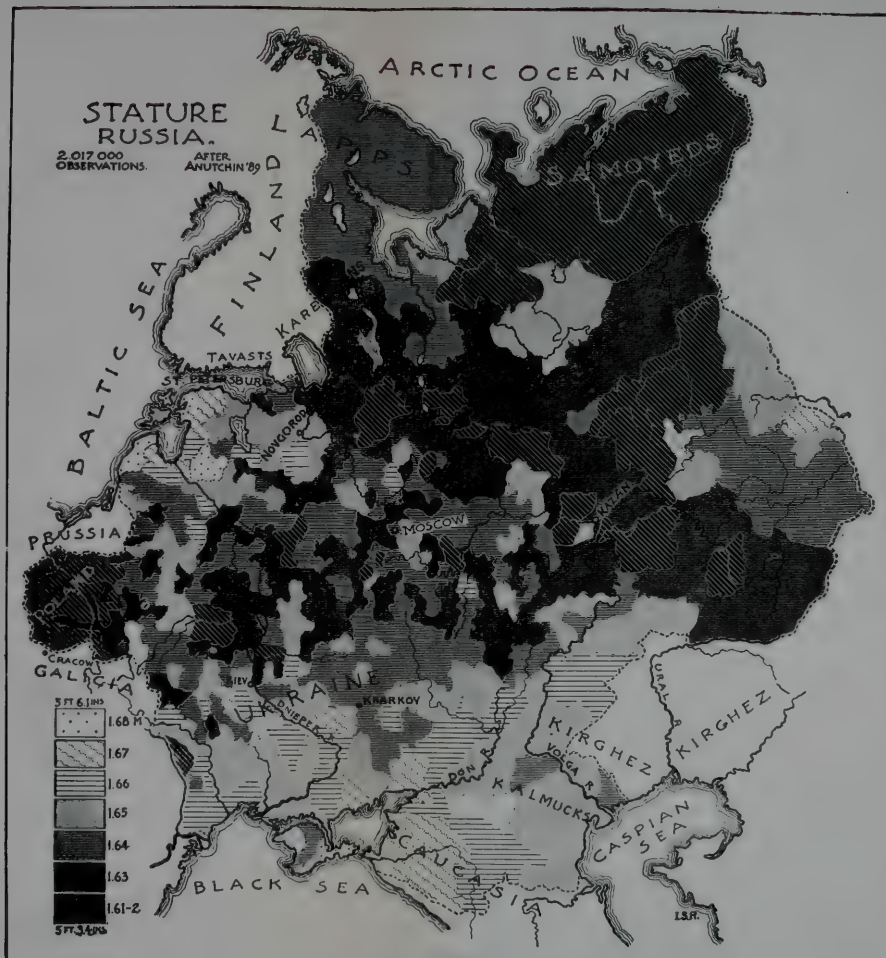 ARCTIC OCEAN
STATURE
RUSSIA.
2.017 000
OBSERVATIONS.
AFTER
ANUTCHIN '89
LAPPS
SAMOYEDS
FINLAND
BALTIC SEA
TAVASTS
ST. PETERSBURG
NOVGOROD
MOSCOW
KAZAN
PRUSSIA
POLAND
CRACOW
GALICIA
UKRAINE
DNIEPER
KHARKOV
DON R.
VOLGA R.
URAL R.
KIRGHEZ
KIRGHEZ
KALMUCKS
CASPIAN
SEA
CAUCASIA
BLACK SEA
5 FT 6.1 INS
1.68 M
1.67
1.66
1.65
1.64
1.63
1.61-2
5 FT. 3.4 INS